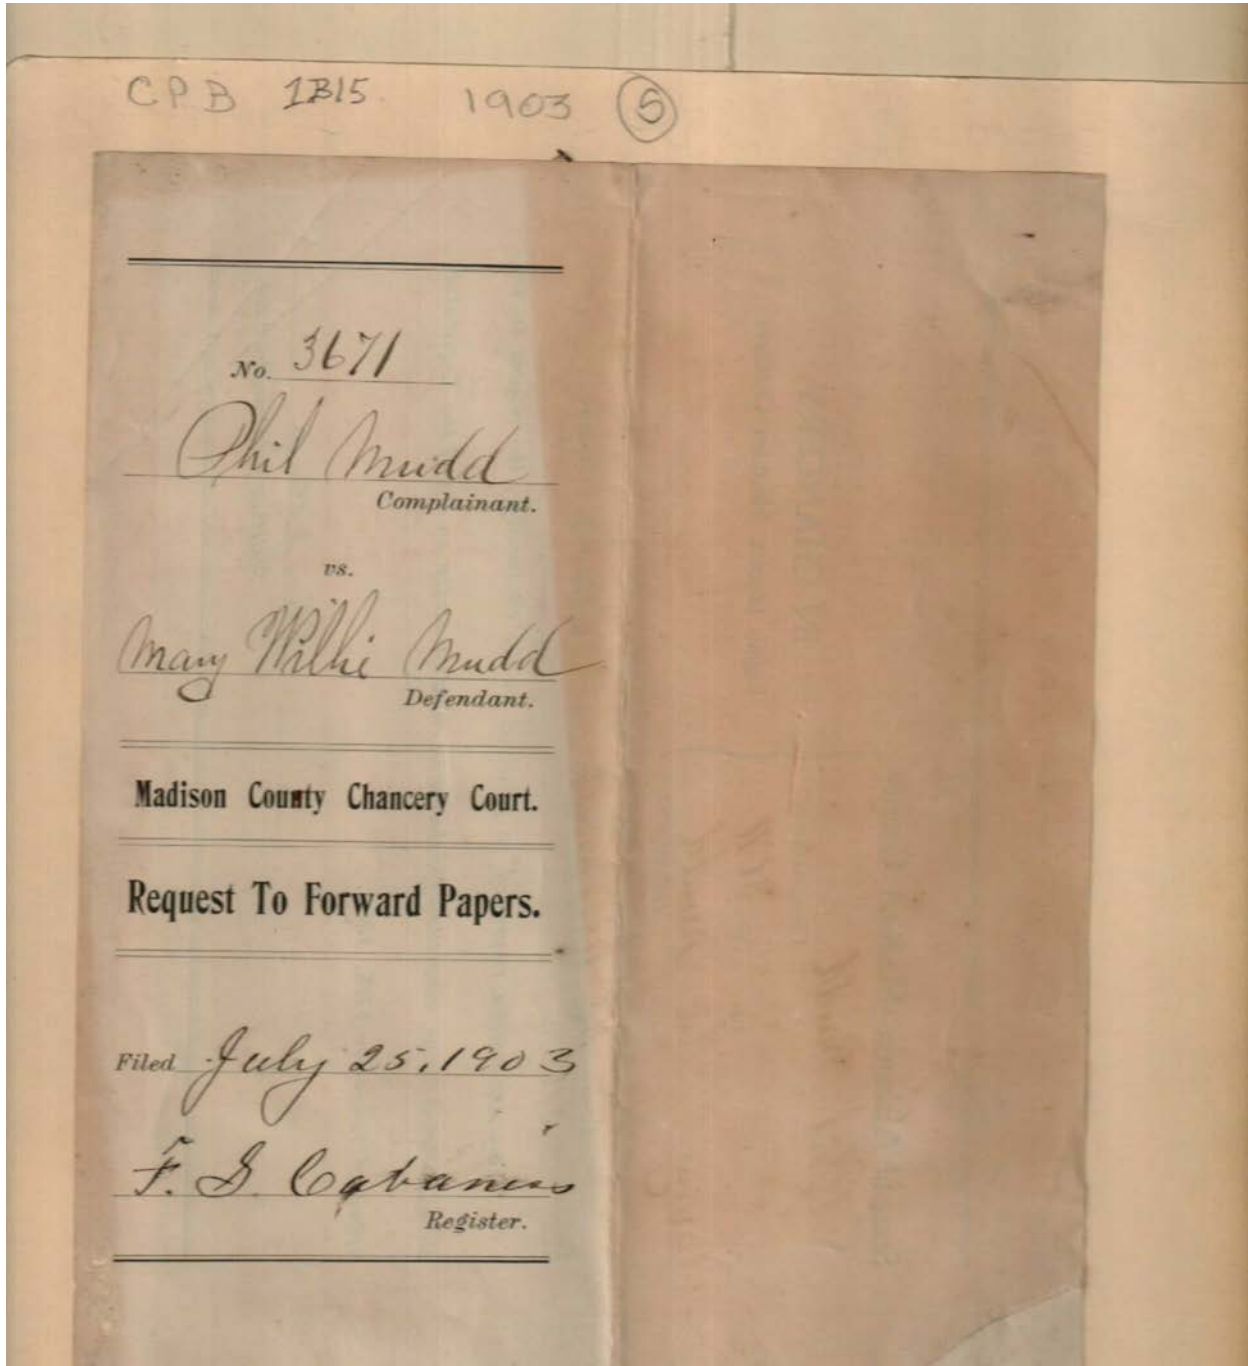 CPB 1B15 1903 5
No. 3671
Phil Mudd
Complainant.
vs.
Mary Willie Mudd
Defendant.
Madison County Chancery Court.
Request To Forward Papers.
Filed July 25, 1903
F. S. Cabaniss
Register.